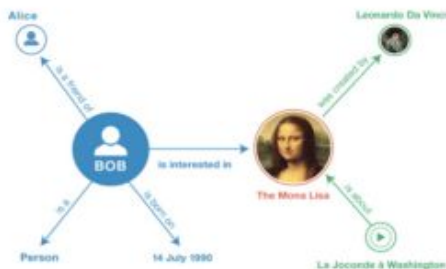 Alice
Leonardo Da Vinci
is a friend of
was created by
BOB
is interested in
The Mona Lisa
is a
is born on
is about
Person
14 July 1990
La Joconde à Washington